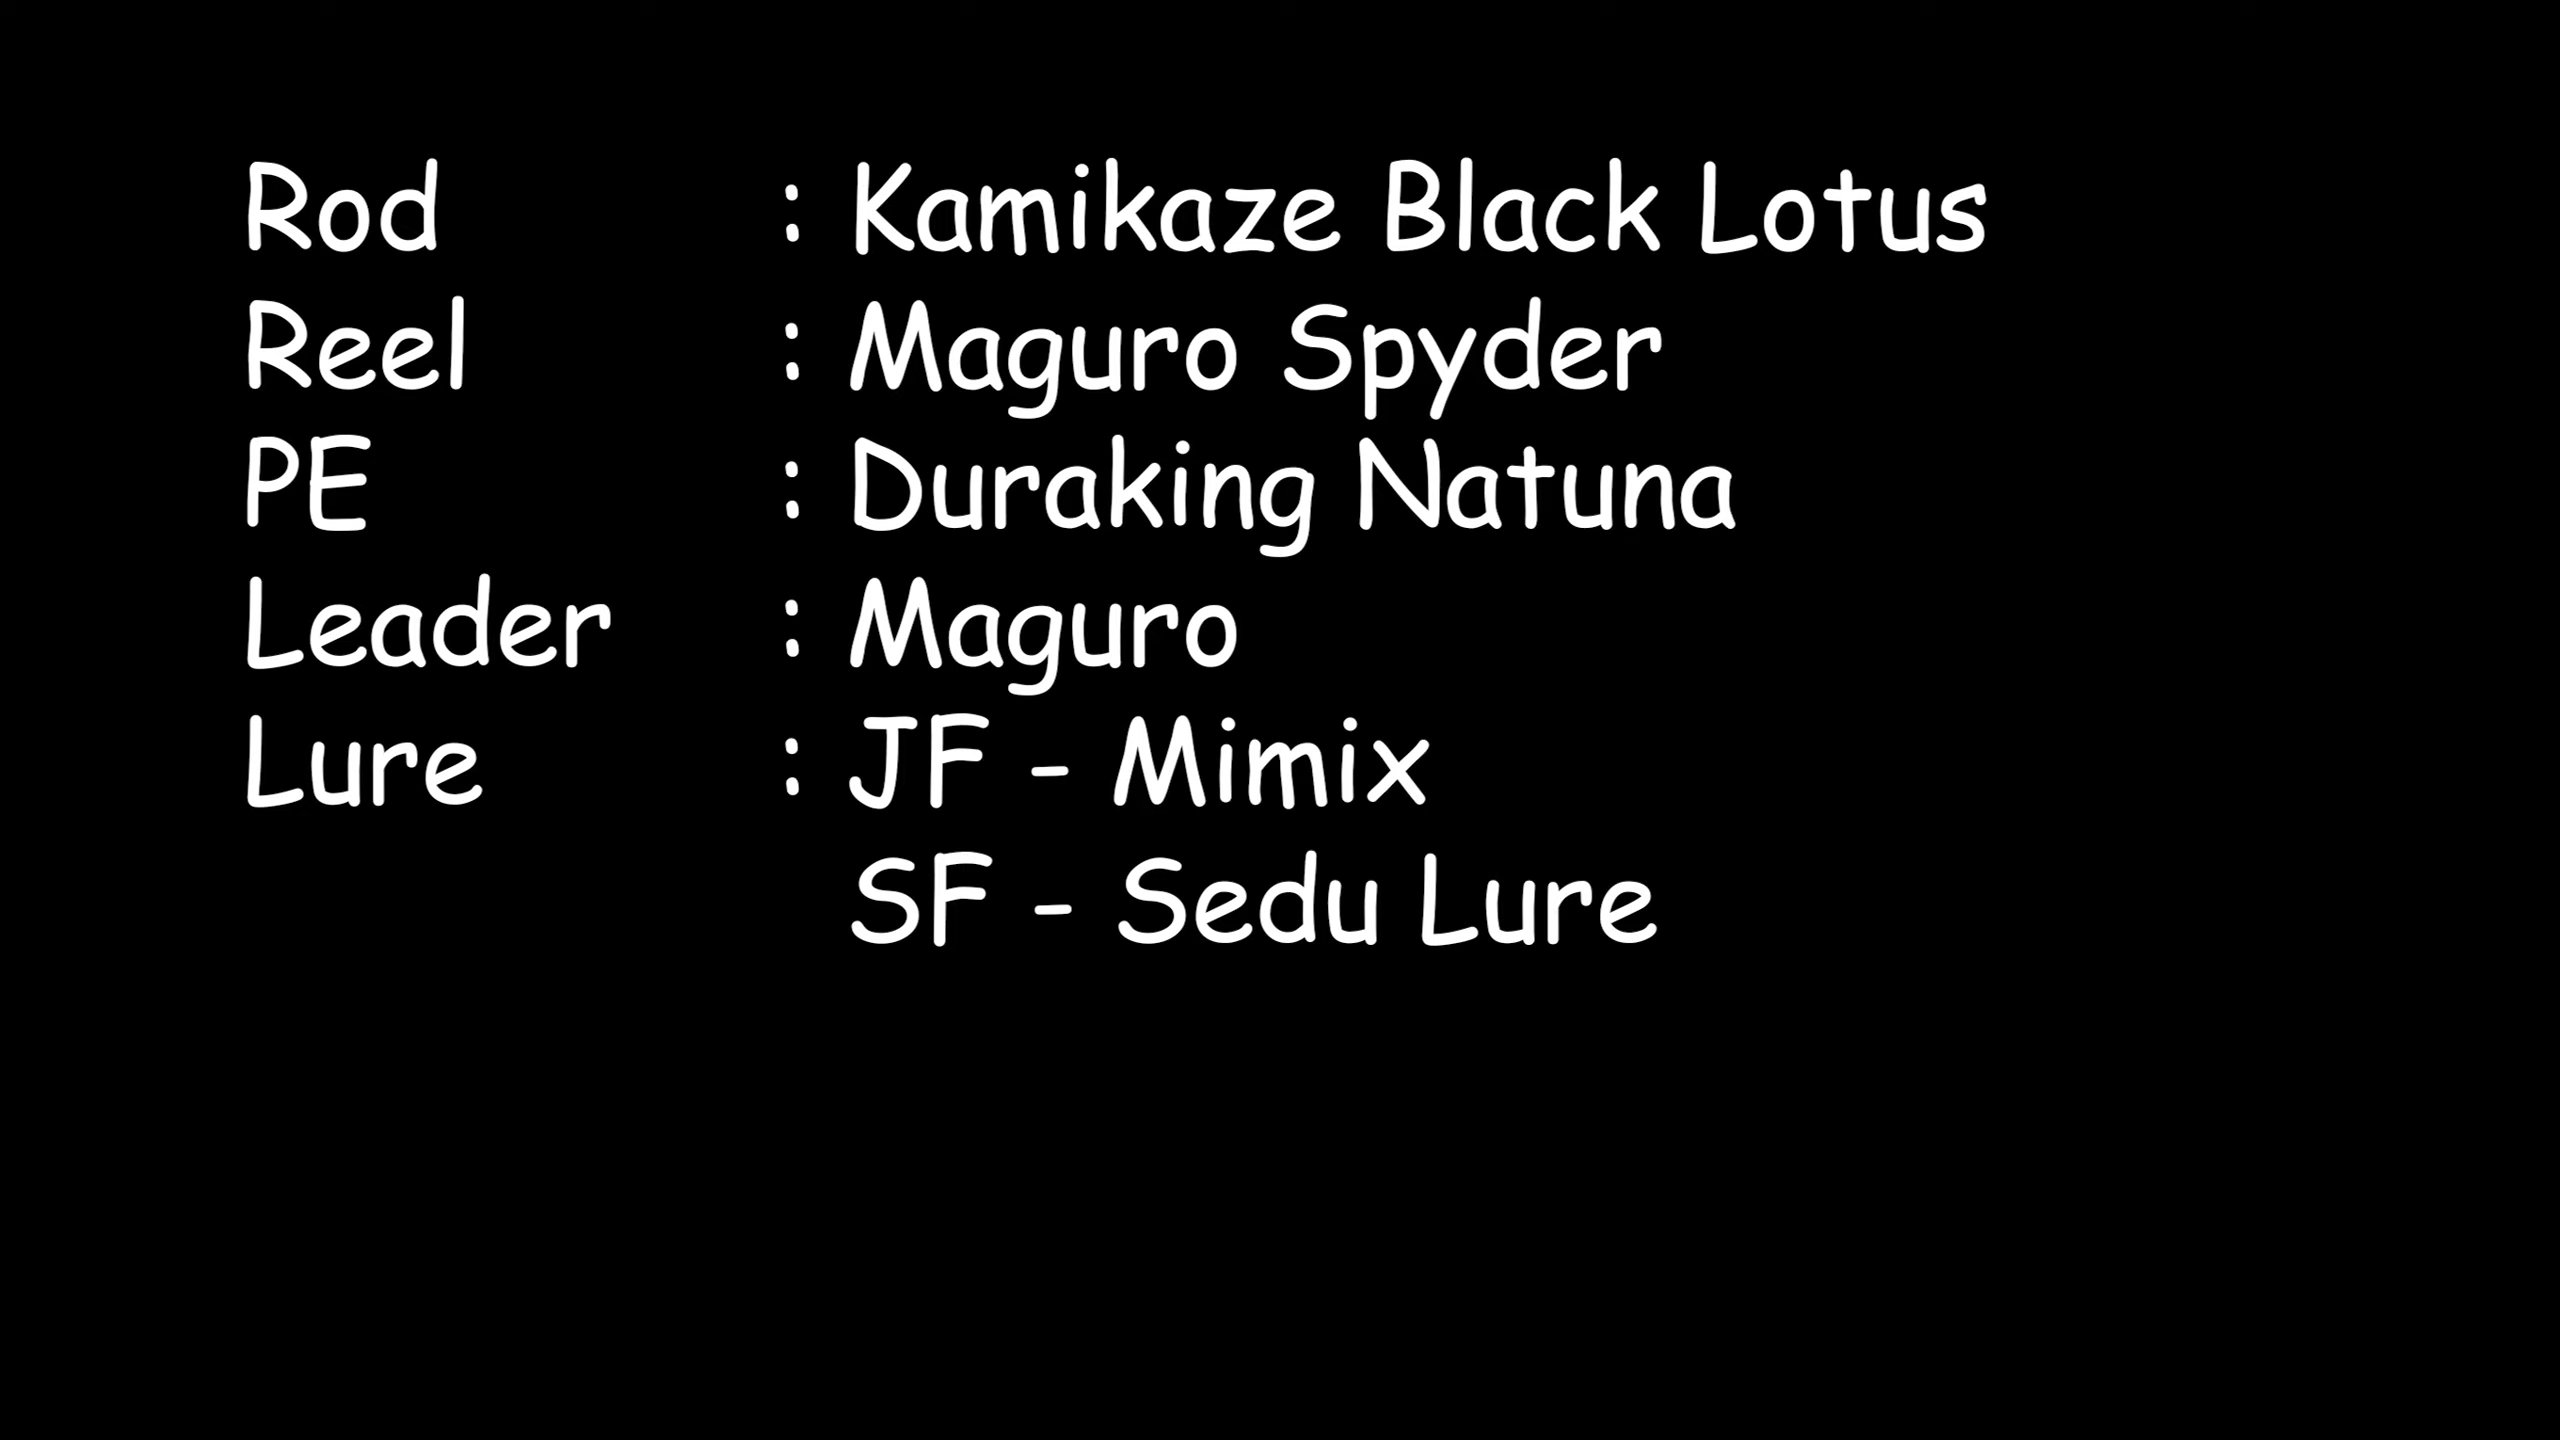 Rod : Kamikaze Black Lotus
Reel : Maguro Spyder
PE : Duraking Natuna
Leader : Maguro
Lure : JF - Mimix
SF - Sedu Lure